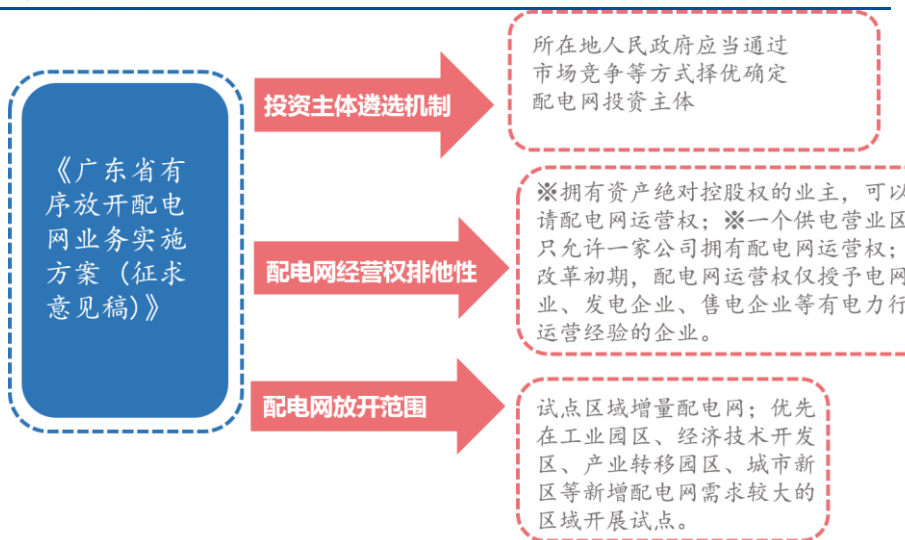 《广东省有
序放开配电
网业务实施
方案（征求
意见稿)》
投资主体遴选机制
所在地人民政府应当通过
市场竞争等方式择优确定
配电网投资主体
配电网经营权排他性
※拥有资产绝对控股权的业主，可以
请配电网运营权；※一个供电营业区
只允许一家公司拥有配电网运营权；
改革初期，配电网运营权仅授予电网
业、发电企业、售电企业等有电力行
运营经验的企业。
配电网放开范围
试点区域增量配电网；优先
在工业园区、经济技术开发
区、产业转移园区、城市新
区等新增配电网需求较大的
区域开展试点。